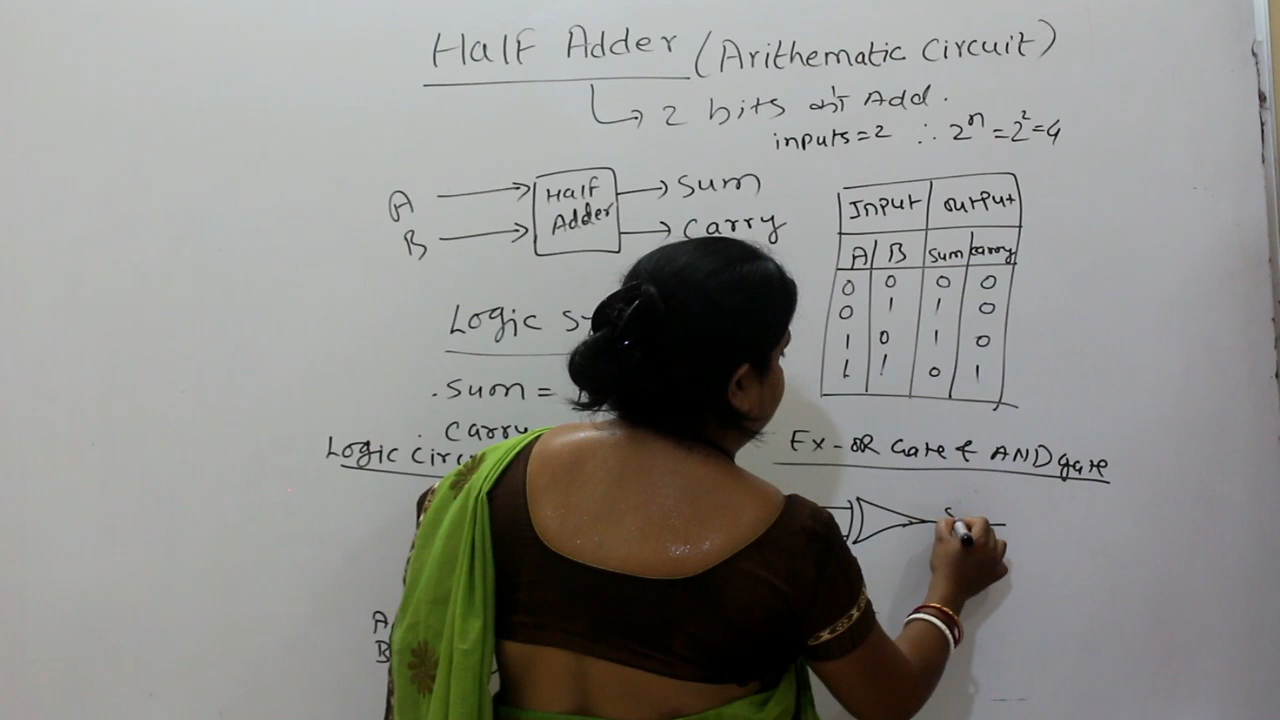 Half Adder (Arithematic Circuit)
2 bits Add.
inputs=2 ∴ 2ⁿ = 2² = 4
A
B
Half
Adder
Sum
Carry
Input Output
A B Sum carry
0 0 0 0
0 1 1 0
1 0 1 0
1 1 0 1
Logic
Sum =
Carry
Logic Circ
Ex-OR Gate & AND gate
S
A
B